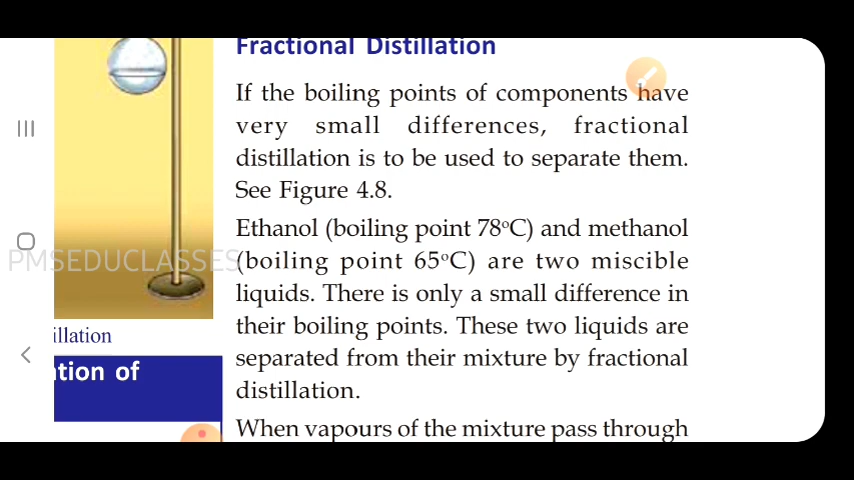 Fractional Distillation
If the boiling points of components have
very small differences, fractional
distillation is to be used to separate them.
See Figure 4.8.
Ethanol (boiling point 78°C) and methanol
(boiling point 65°C) are two miscible
liquids. There is only a small difference in
their boiling points. These two liquids are
separated from their mixture by fractional
distillation.
When vapours of the mixture pass through
PMSEDUCLASSES
illation
tion of